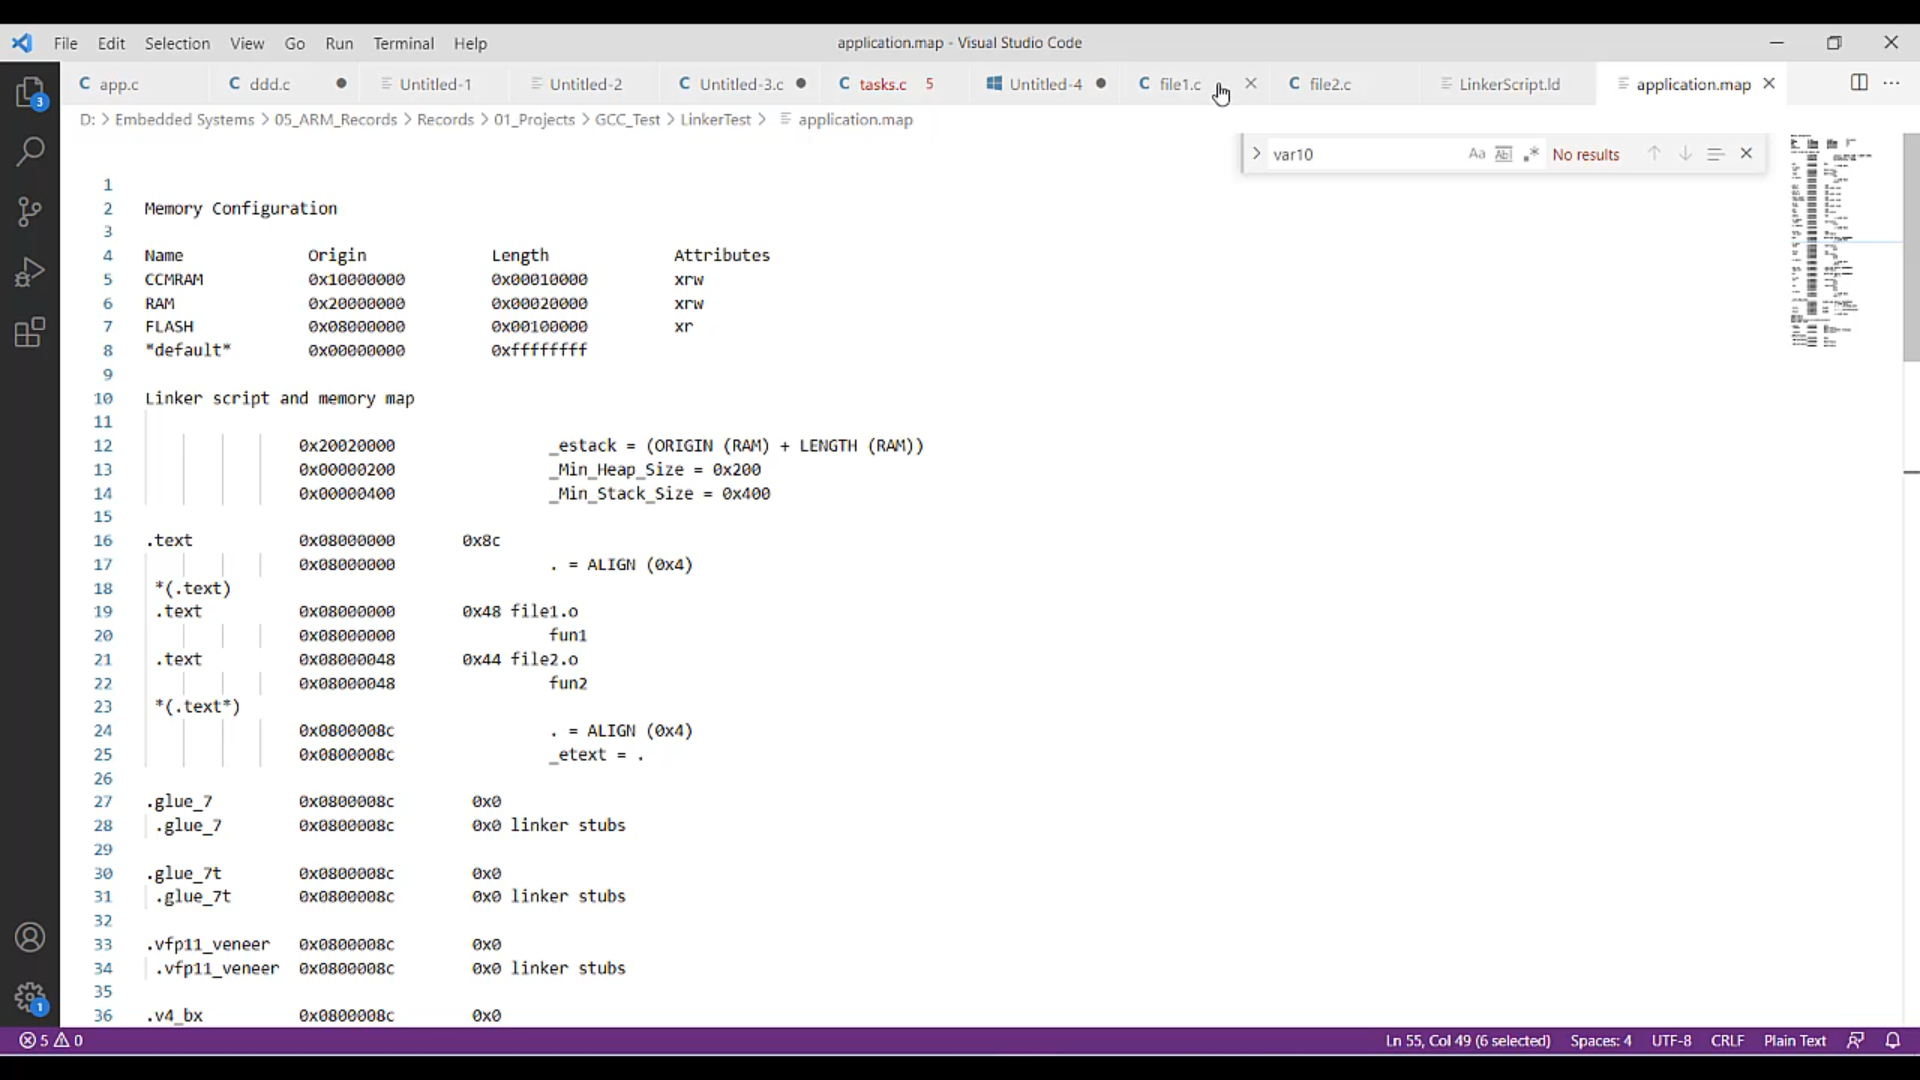 File Edit Selection View Go Run Terminal Help application.map - Visual Studio Code
C app.c C ddd.c Untitled-1 Untitled-2 C Untitled-3.c C tasks.c 5 Untitled-4 C file1.c C file2.c LinkerScript.ld application.map
D: > Embedded Systems > 05_ARM_Records > Records > 01_Projects > GCC_Test > LinkerTest > application.map
3
var10 Aa Ab .* No results
1
2 Memory Configuration
3
4 Name Origin Length Attributes
5 CCMRAM 0x10000000 0x00010000 xrw
6 RAM 0x20000000 0x00020000 xrw
7 FLASH 0x08000000 0x00100000 xr
8 *default* 0x00000000 0xffffffff
9
10 Linker script and memory map
11
12 0x20020000 _estack = (ORIGIN (RAM) + LENGTH (RAM))
13 0x00000200 _Min_Heap_Size = 0x200
14 0x00000400 _Min_Stack_Size = 0x400
15
16 .text 0x08000000 0x8c
17 0x08000000 . = ALIGN (0x4)
18 *(.text)
19 .text 0x08000000 0x48 file1.o
20 0x08000000 fun1
21 .text 0x08000048 0x44 file2.o
22 0x08000048 fun2
23 *(.text*)
24 0x0800008c . = ALIGN (0x4)
25 0x0800008c _etext = .
26
27 .glue_7 0x0800008c 0x0
28 .glue_7 0x0800008c 0x0 linker stubs
29
30 .glue_7t 0x0800008c 0x0
31 .glue_7t 0x0800008c 0x0 linker stubs
32
33 .vfp11_veneer 0x0800008c 0x0
34 .vfp11_veneer 0x0800008c 0x0 linker stubs
35
36 .v4_bx 0x0800008c 0x0
1
5 0 Ln 55, Col 49 (6 selected) Spaces: 4 UTF-8 CRLF Plain Text